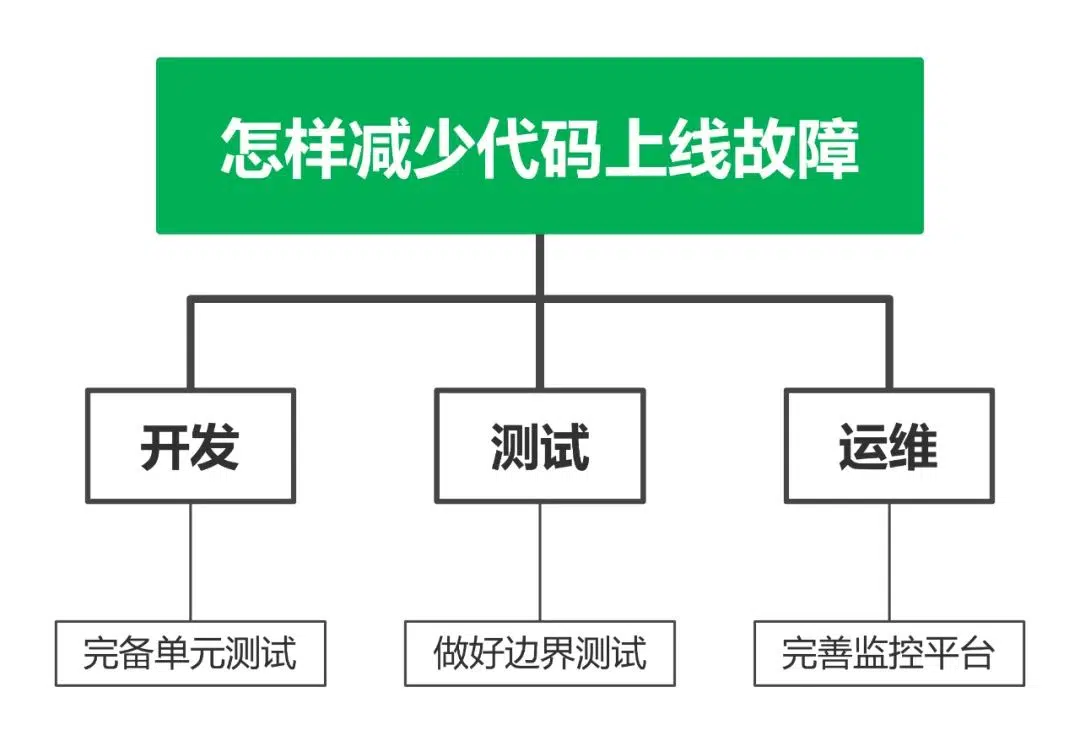 怎样减少代码上线故障
开发
测试
运维
完备单元测试
做好边界测试
完善监控平台